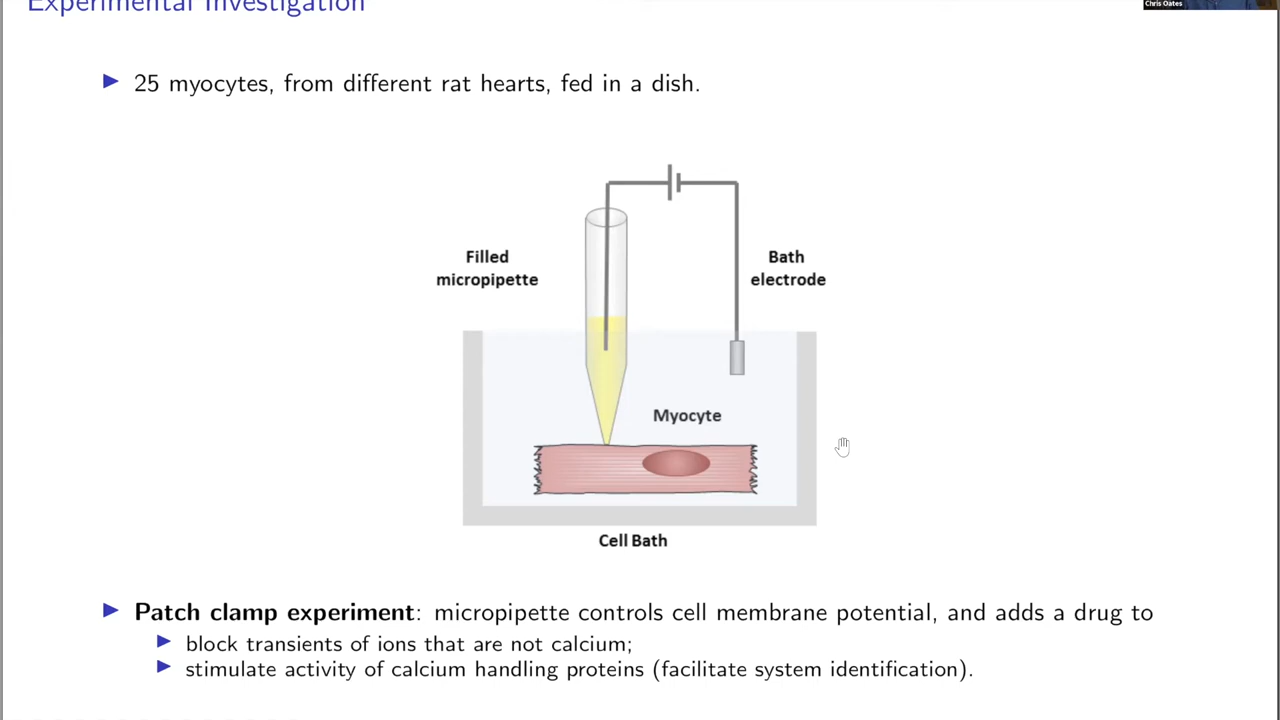 Experimental Investigation
Chris Oates
▶ 25 myocytes, from different rat hearts, fed in a dish.
Filled
micropipette
Bath
electrode
Myocyte
Cell Bath
▶ Patch clamp experiment: micropipette controls cell membrane potential, and adds a drug to
▶ block transients of ions that are not calcium;
▶ stimulate activity of calcium handling proteins (facilitate system identification).